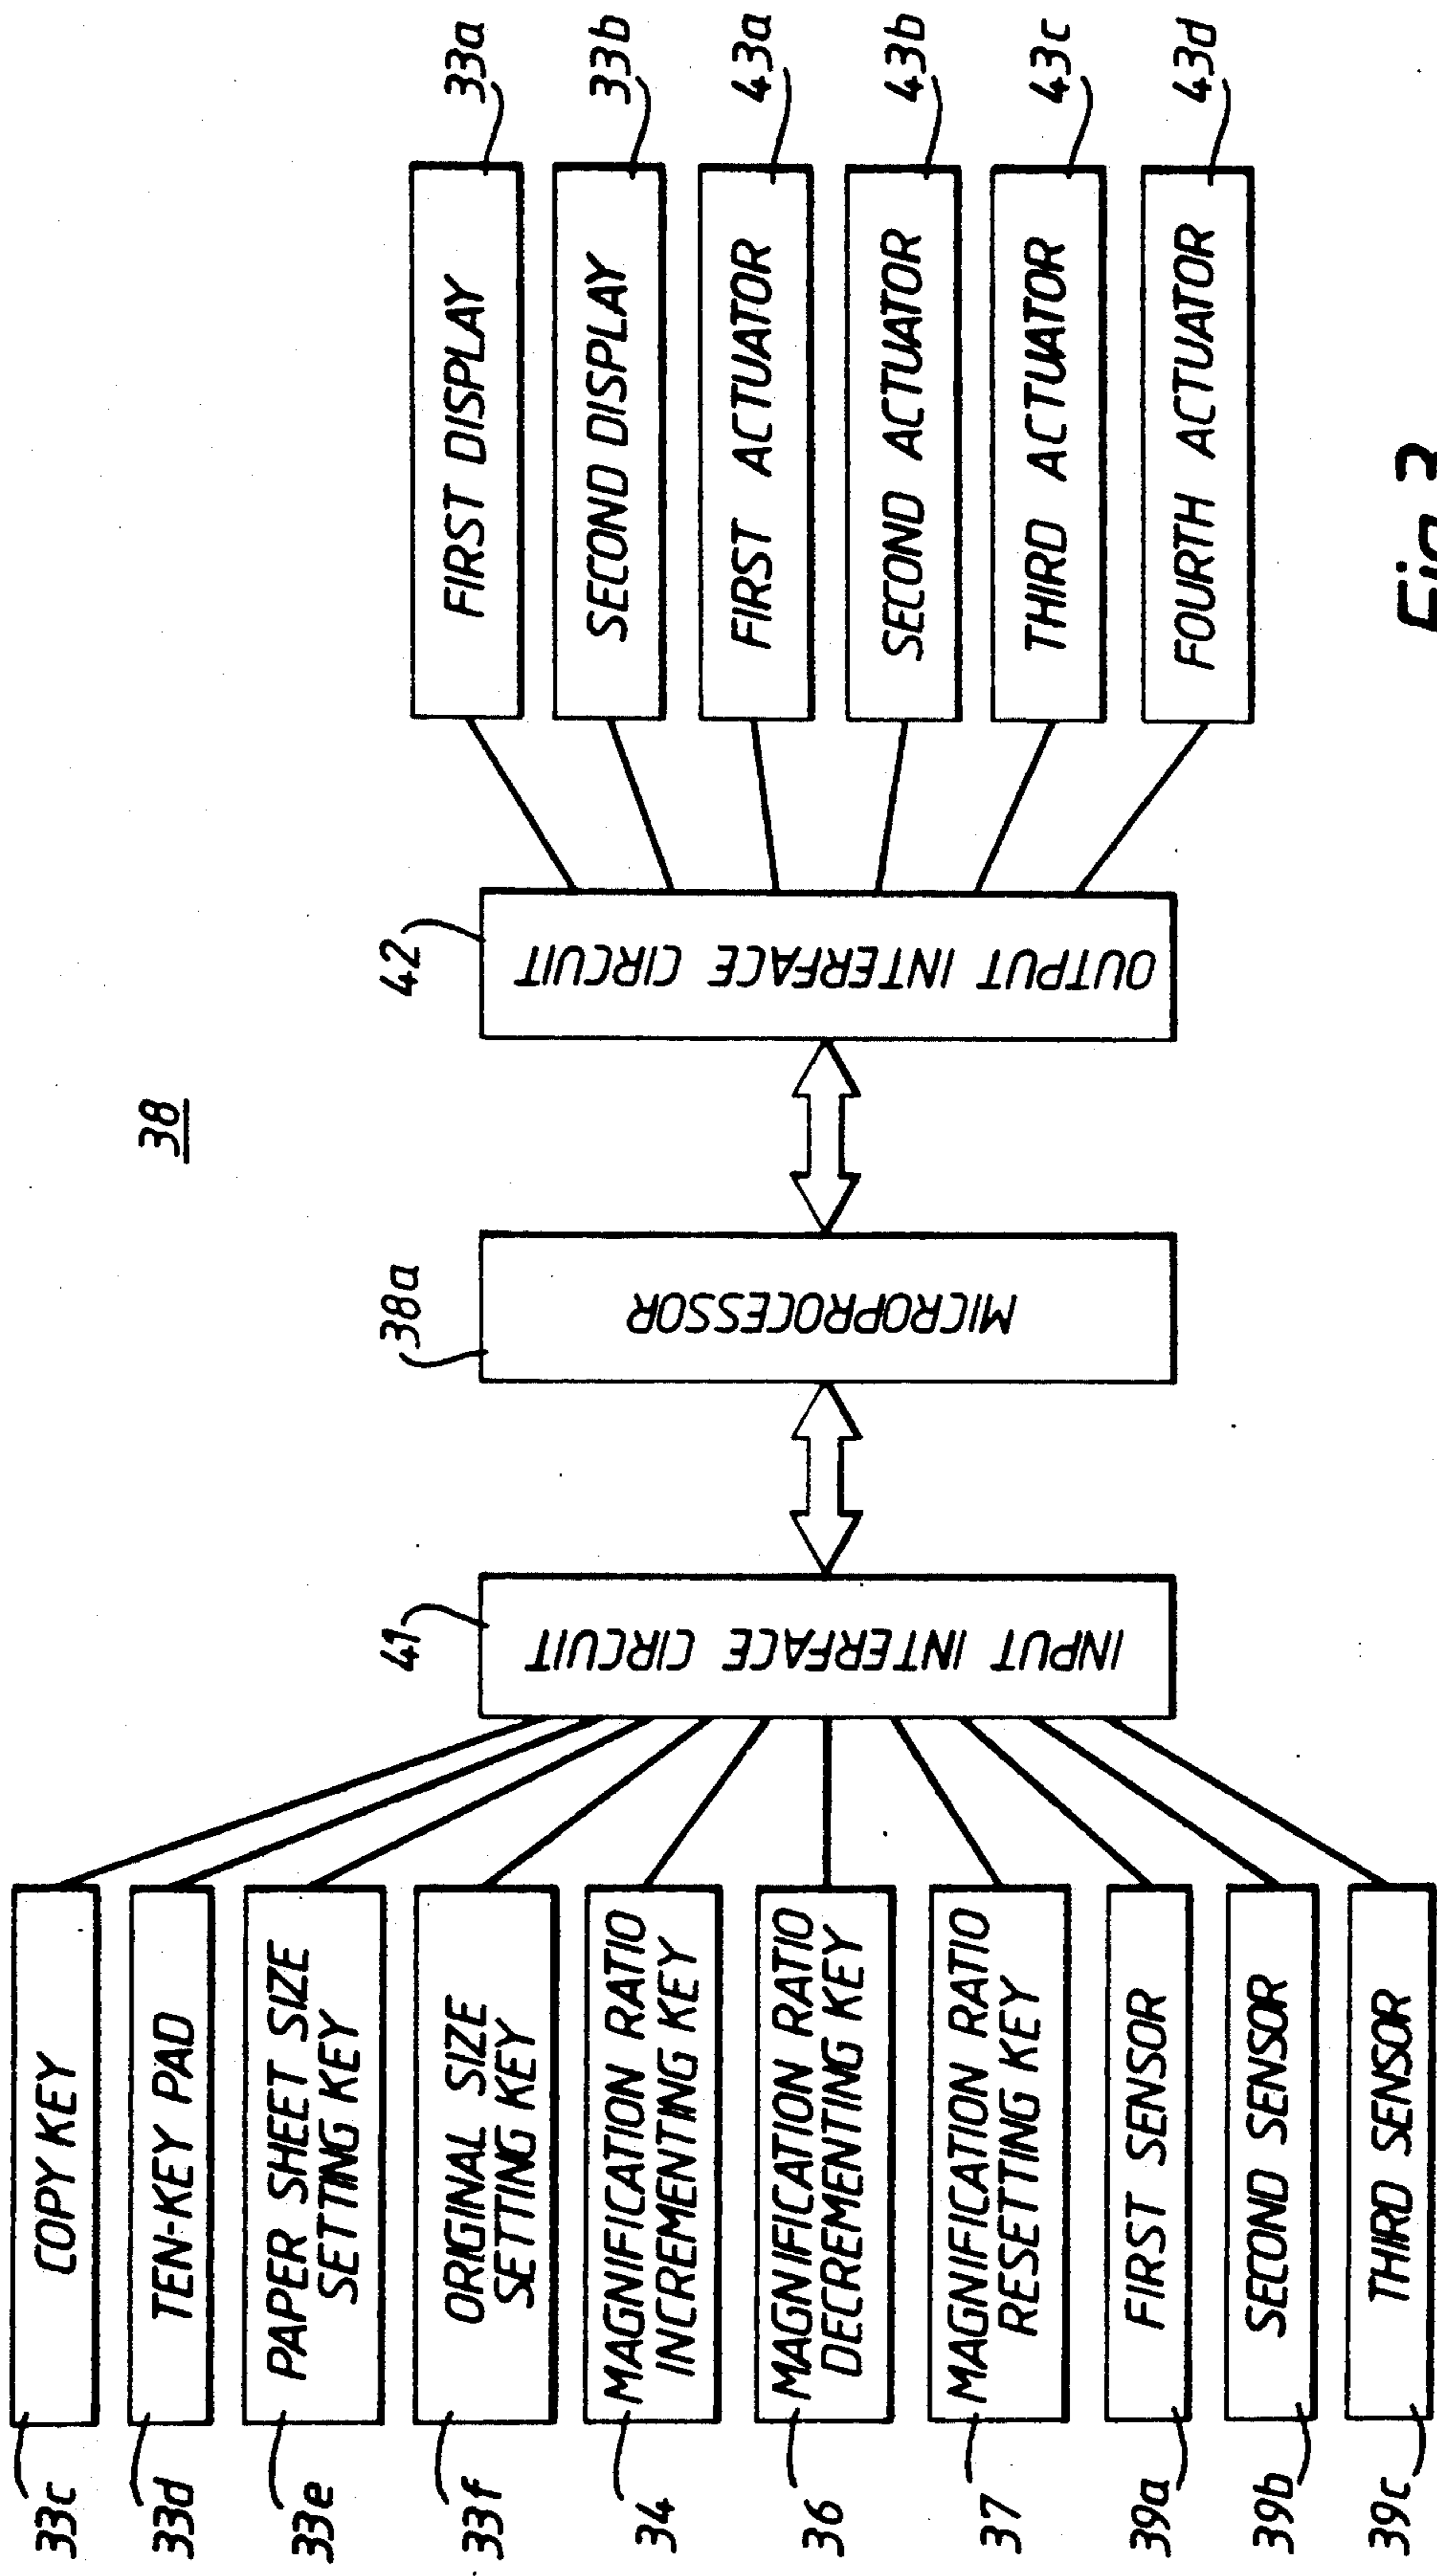 38
33c
COPY KEY
33d
TEN-KEY PAD
33e
PAPER SHEET SIZE
SETTING KEY
33f
ORIGINAL SIZE
SETTING KEY
34
MAGNIFICATION RATIO
INCREMENTING KEY
36
MAGNIFICATION RATIO
DECREMENTING KEY
37
MAGNIFICATION RATIO
RESETTING KEY
39a
FIRST SENSOR
39b
SECOND SENSOR
39c
THIRD SENSOR
41
INPUT INTERFACE CIRCUIT
38a
MICROPROCESSOR
42
OUTPUT INTERFACE CIRCUIT
FIRST DISPLAY
33a
SECOND DISPLAY
33b
FIRST ACTUATOR
43a
SECOND ACTUATOR
43b
THIRD ACTUATOR
43c
FOURTH ACTUATOR
43d